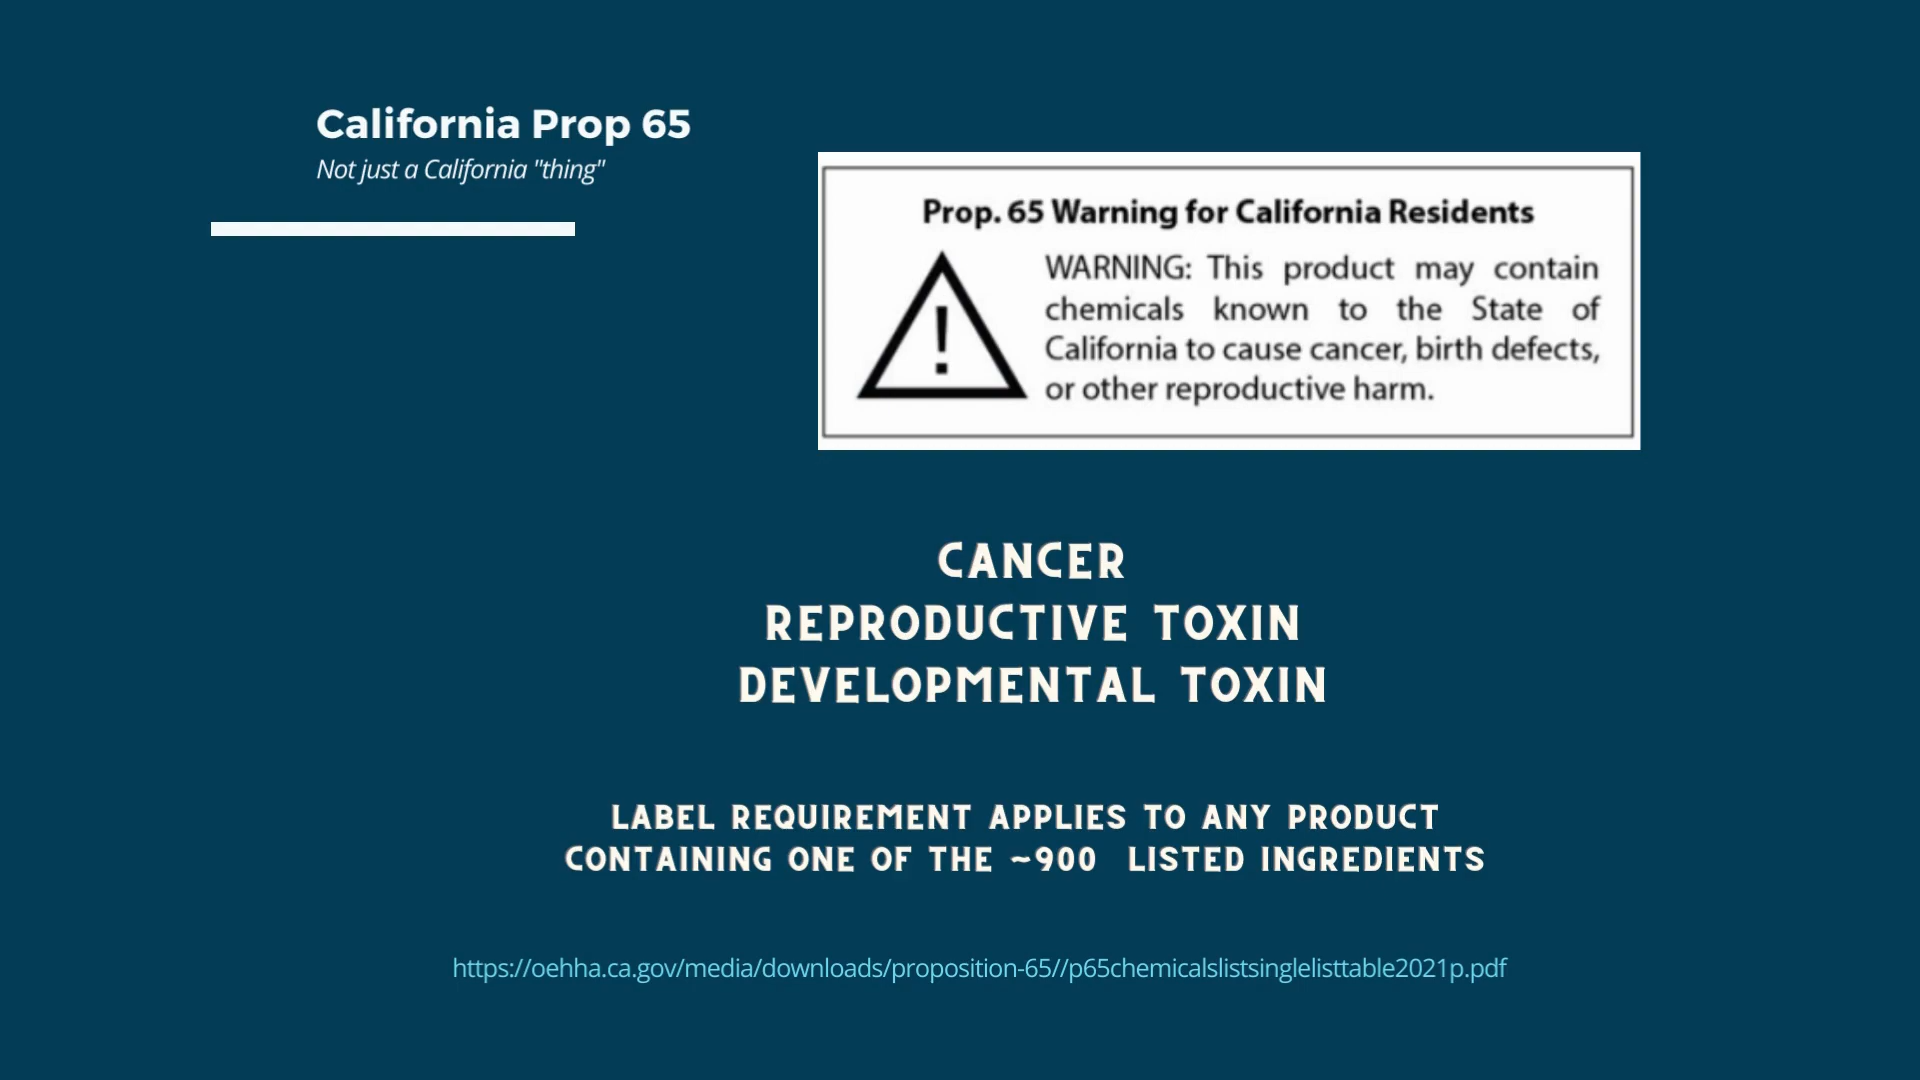 California Prop 65
Not just a California "thing"
Prop. 65 Warning for California Residents
WARNING: This product may contain
chemicals known to the State of
California to cause cancer, birth defects,
or other reproductive harm.
CANCER
REPRODUCTIVE TOXIN
DEVELOPMENTAL TOXIN
LABEL REQUIREMENT APPLIES TO ANY PRODUCT
CONTAINING ONE OF THE ~900 LISTED INGREDIENTS
https://oehha.ca.gov/media/downloads/proposition-65//p65chemicalslistsinglelisttable2021p.pdf